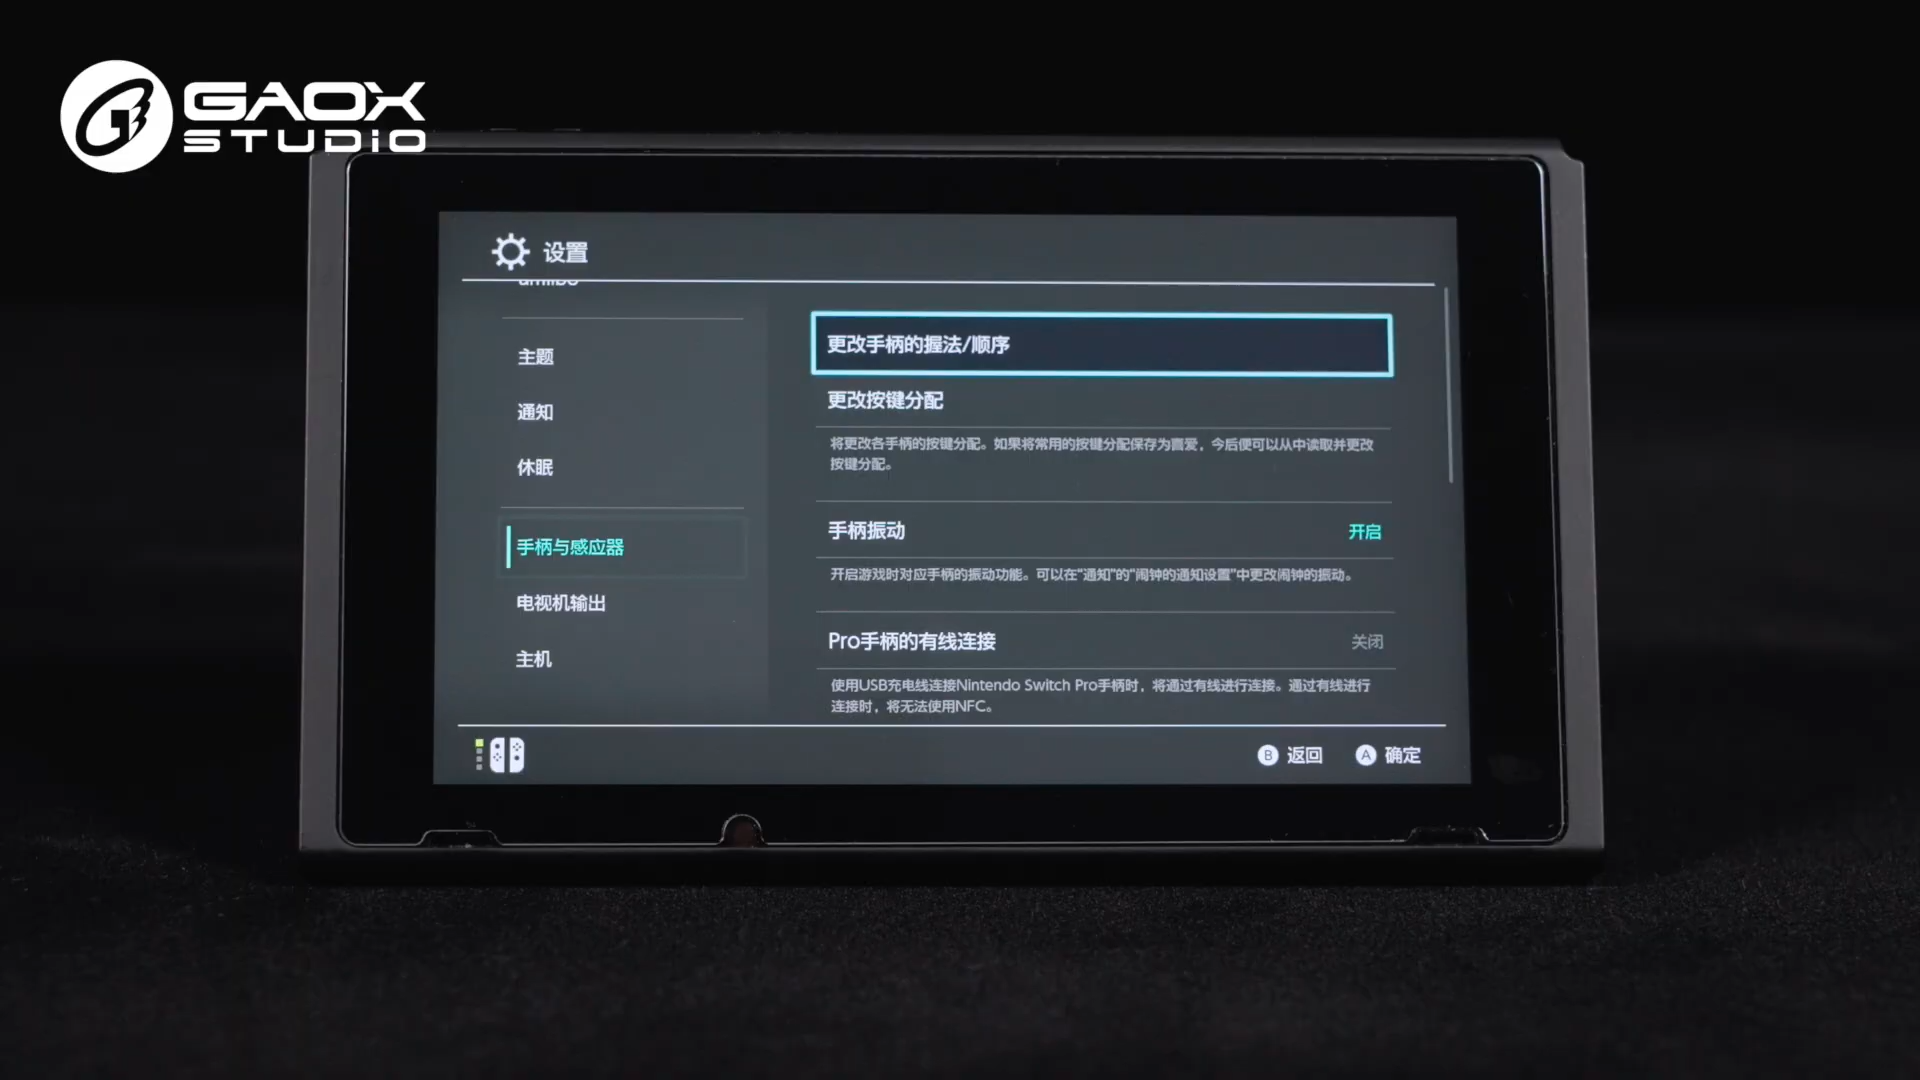 GAOX
STUDIO
设置
amiibo
主题
通知
休眠
手柄与感应器
电视机输出
主机
更改手柄的握法/顺序
更改按键分配
将更改各手柄的按键分配。如果将常用的按键分配保存为喜爱，今后便可以从中读取并更改
按键分配。
手柄振动 开启
开启游戏时对应手柄的振动功能。可以在“通知”的“闹钟的通知设置”中更改闹钟的振动。
Pro手柄的有线连接 关闭
使用USB充电线连接Nintendo Switch Pro手柄时，将通过有线进行连接。通过有线进行
连接时，将无法使用NFC。
B 返回 A 确定